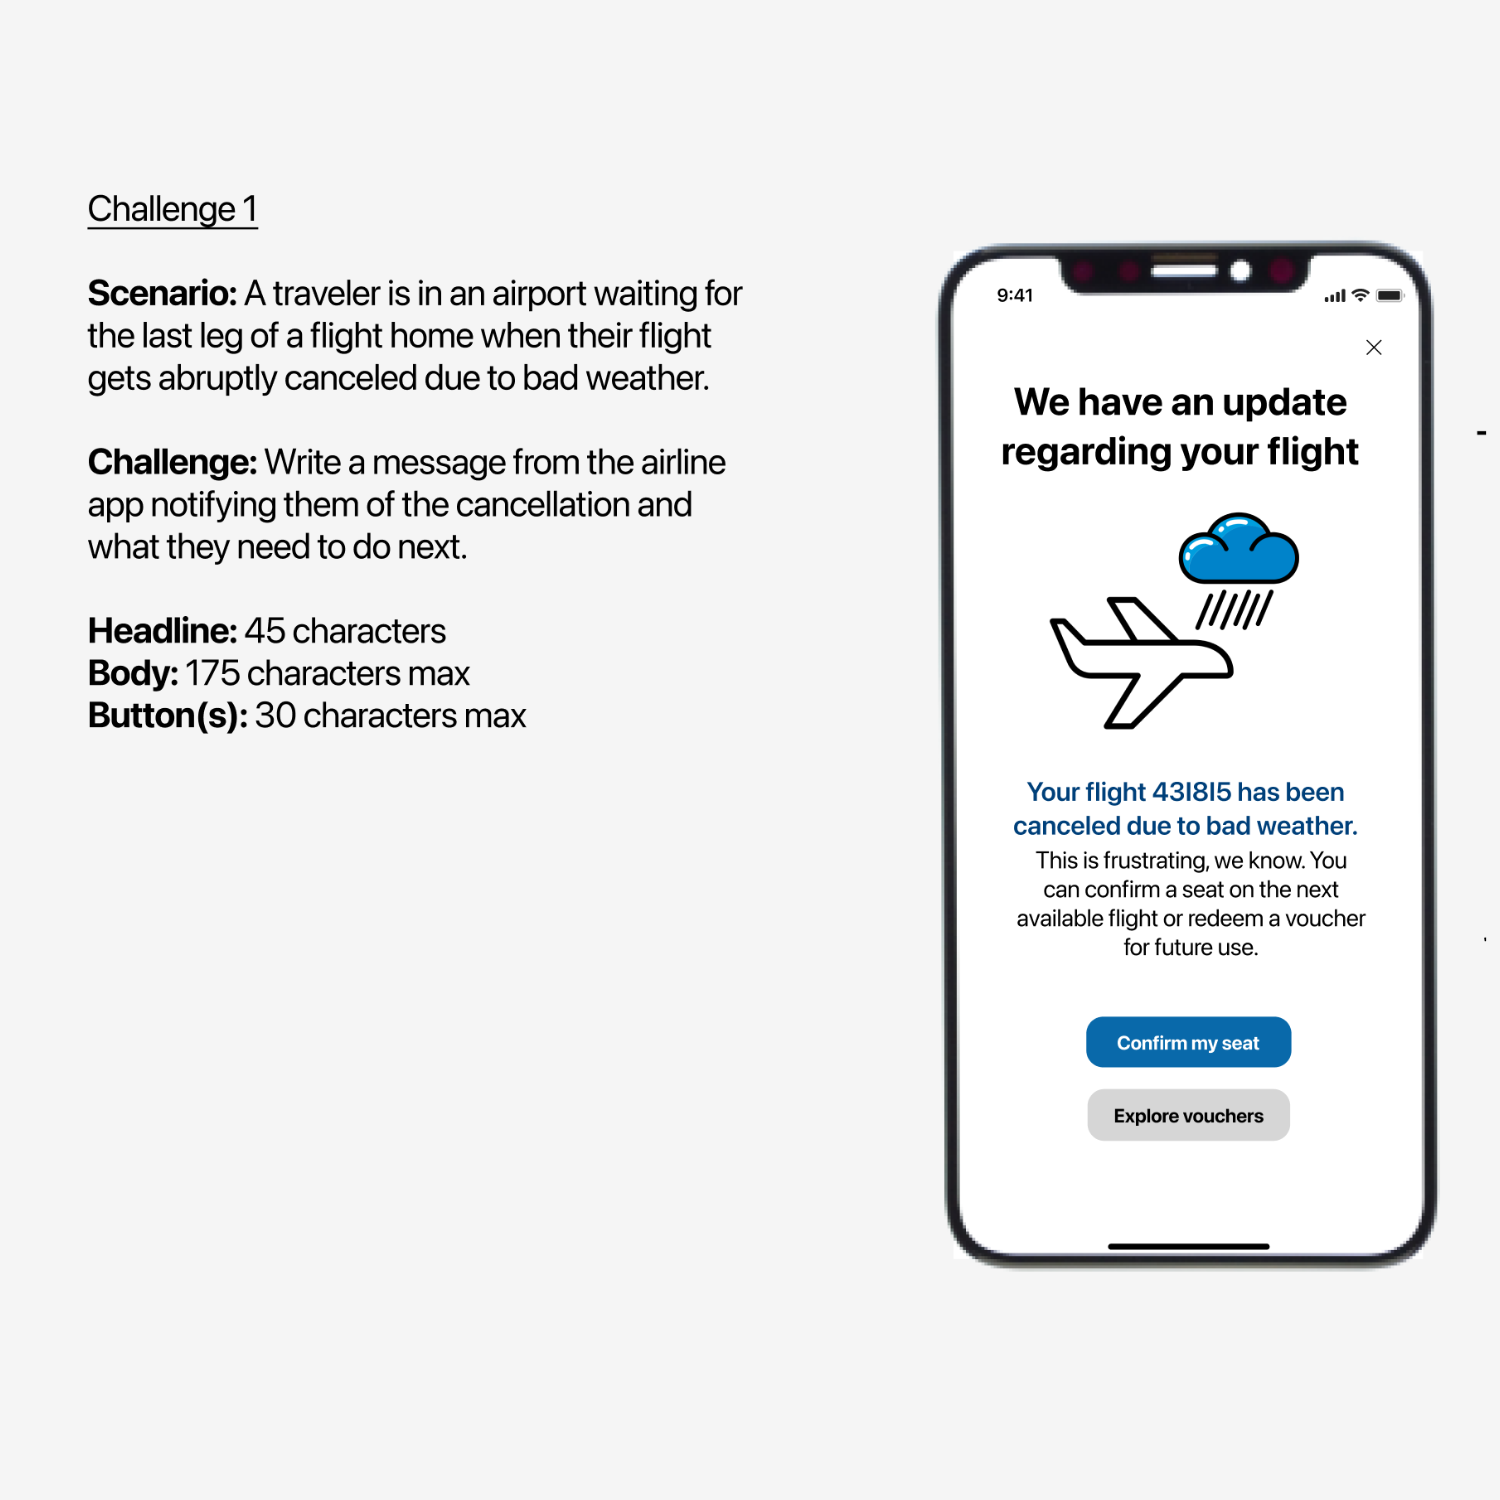 Challenge 1
Scenario: A traveler is in an airport waiting for
the last leg of a flight home when their flight
gets abruptly canceled due to bad weather.
Challenge: Write a message from the airline
app notifying them of the cancellation and
what they need to do next.
Headline: 45 characters
Body: 175 characters max
Button(s): 30 characters max
9:41
We have an update
regarding your flight
Your flight 43I8I5 has been
canceled due to bad weather.
This is frustrating, we know. You
can confirm a seat on the next
available flight or redeem a voucher
for future use.
Confirm my seat
Explore vouchers